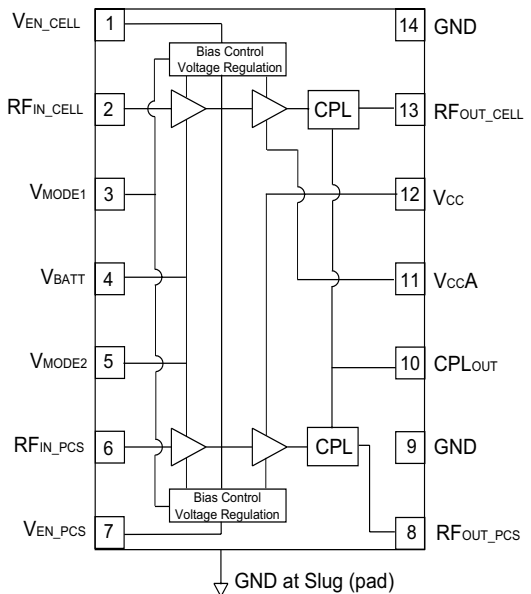 VEN_CELL 1
14 GND
Bias Control
Voltage Regulation
RFIN_CELL 2
CPL
13 RFOUT_CELL
VMODE1 3
12 VCC
VBATT 4
11 VCCA
VMODE2 5
10 CPLOUT
RFIN_PCS 6
CPL
9 GND
Bias Control
Voltage Regulation
VEN_PCS 7
8 RFOUT_PCS
GND at Slug (pad)